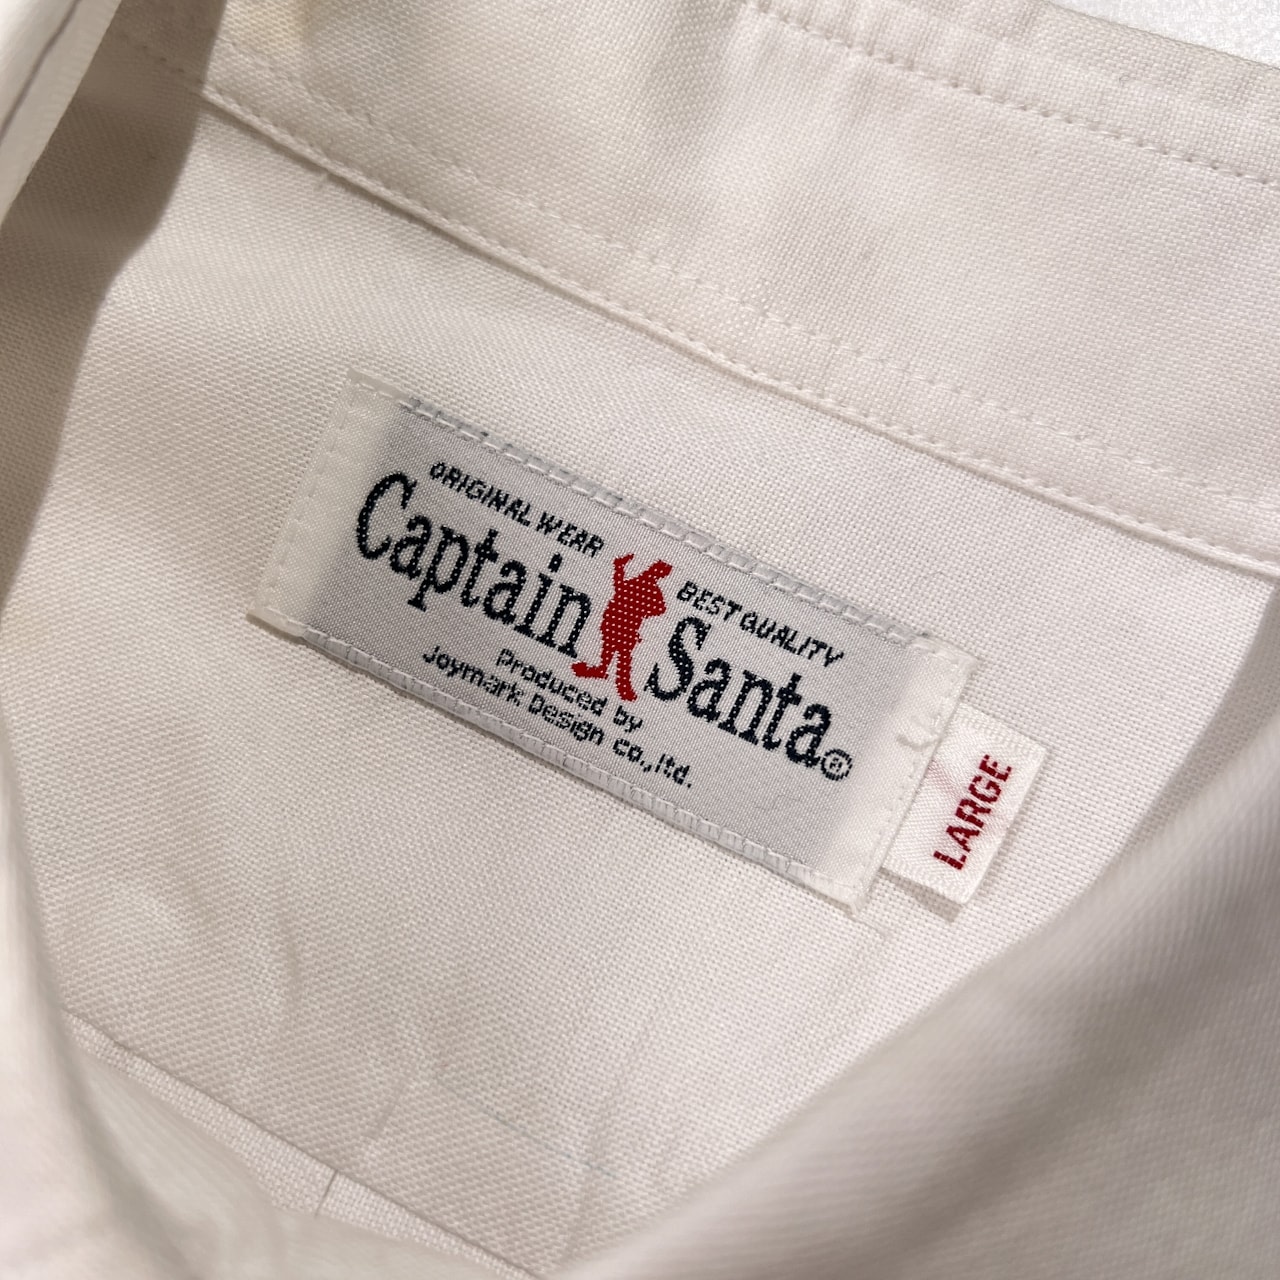 ORIGINAL WEAR
Captain Santa®
BEST QUALITY
Produced by
Joymark Design co.,ltd.
LARGE